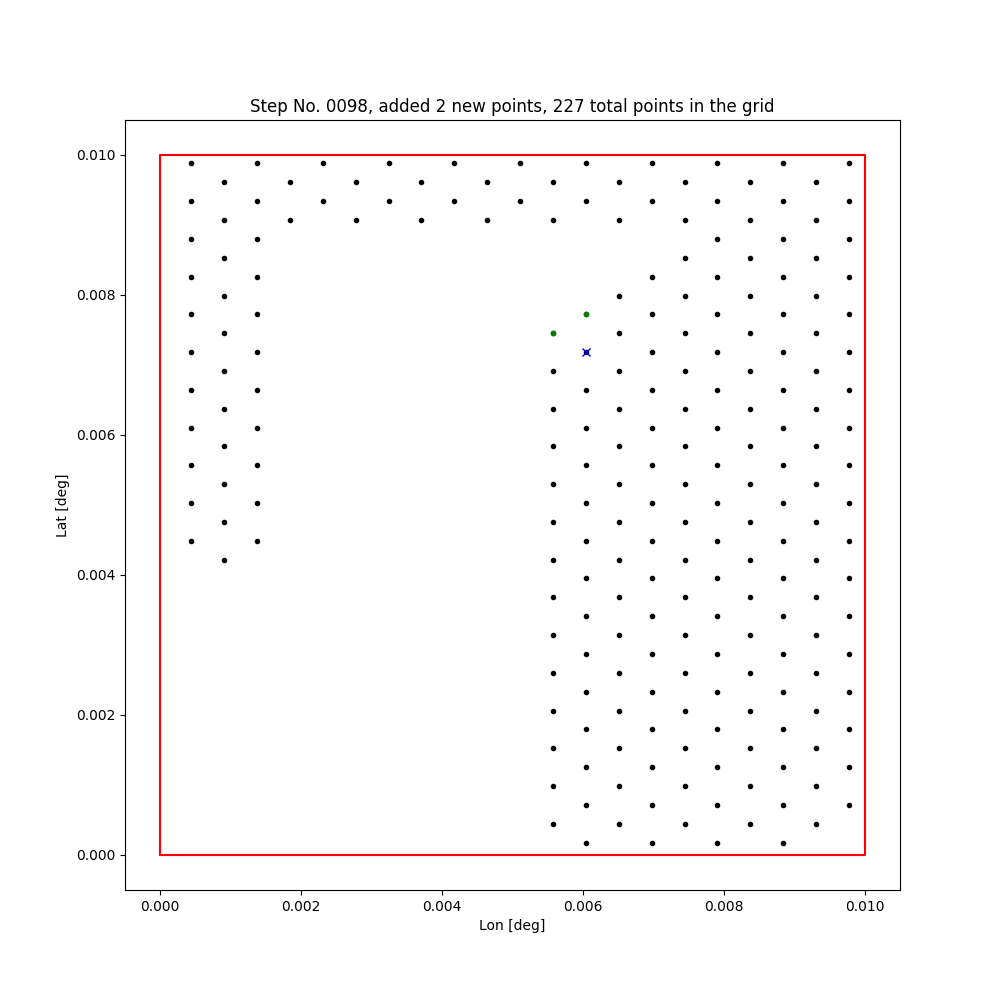 Step No. 0098, added 2 new points, 227 total points in the grid
0.010
0.008
0.006
0.004
0.002
0.000
Lat [deg]
0.000 0.002 0.004 0.006 0.008 0.010
Lon [deg]